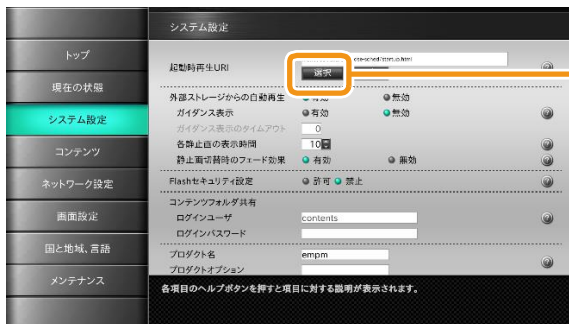 システム設定
トップ
現在の状態
システム設定
コンテンツ
ネットワーク設定
画面設定
国と地域、言語
メンテナンス
起動時再生URI
選択
外部ストレージからの自動再生 有効 無効
ガイダンス表示 有効 無効
ガイダンス表示のタイムアウト 0
各静止画の表示時間 10
静止画切替時のフェード効果 有効 無効
Flashセキュリティ設定 許可 禁止
コンテンツフォルダ共有
ログインユーザ contents
ログインパスワード
プロダクト名 empm
プロダクトオプション
各項目のヘルプボタンを押すと項目に対する説明が表示されます。